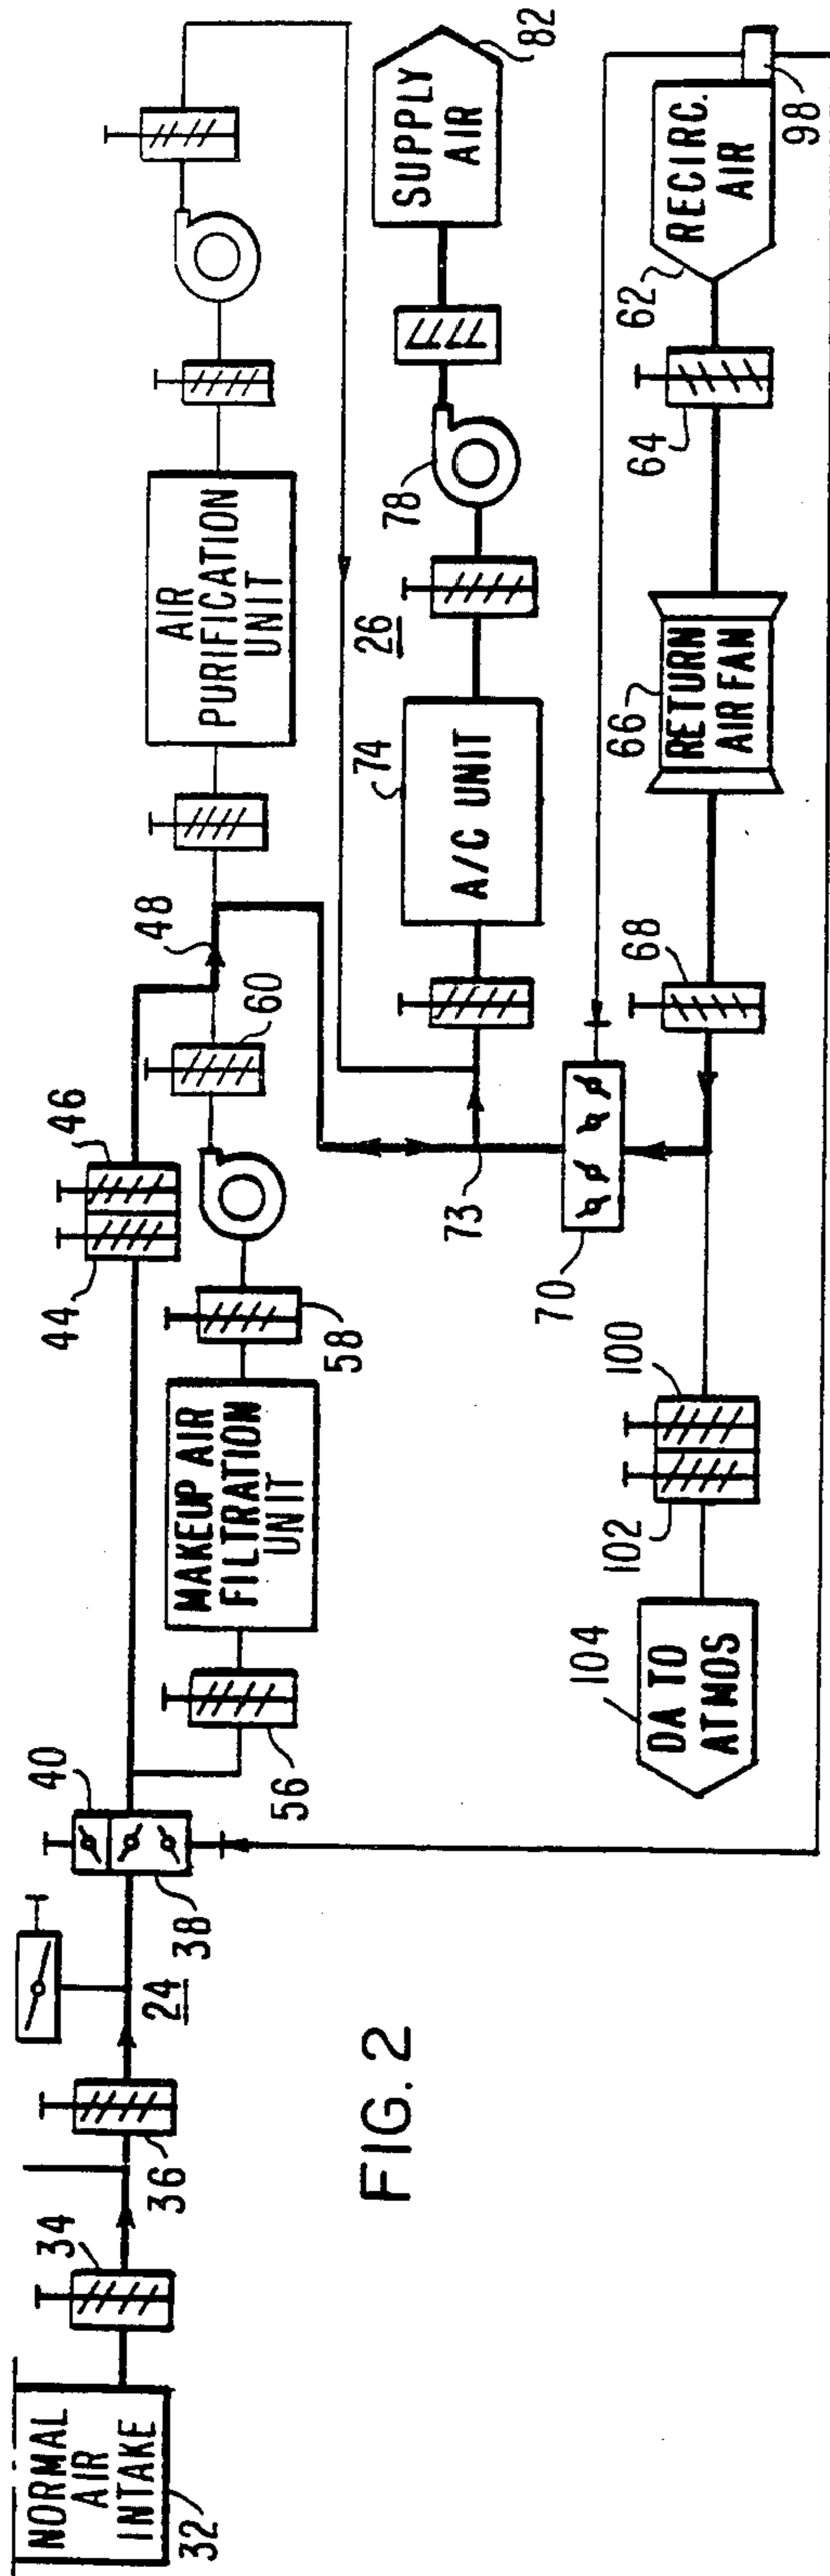 NORMAL
AIR
INTAKE
32
34
36
24
38
40
56
MAKEUP AIR
FILTRATION
UNIT
58
44
46
60
48
AIR
PURIFICATION
UNIT
26
73
74
A/C UNIT
78
SUPPLY
AIR
82
70
68
66
RETURN
AIR FAN
64
62
RECIRC.
AIR
98
100
102
104
DA TO
ATMOS
FIG. 2